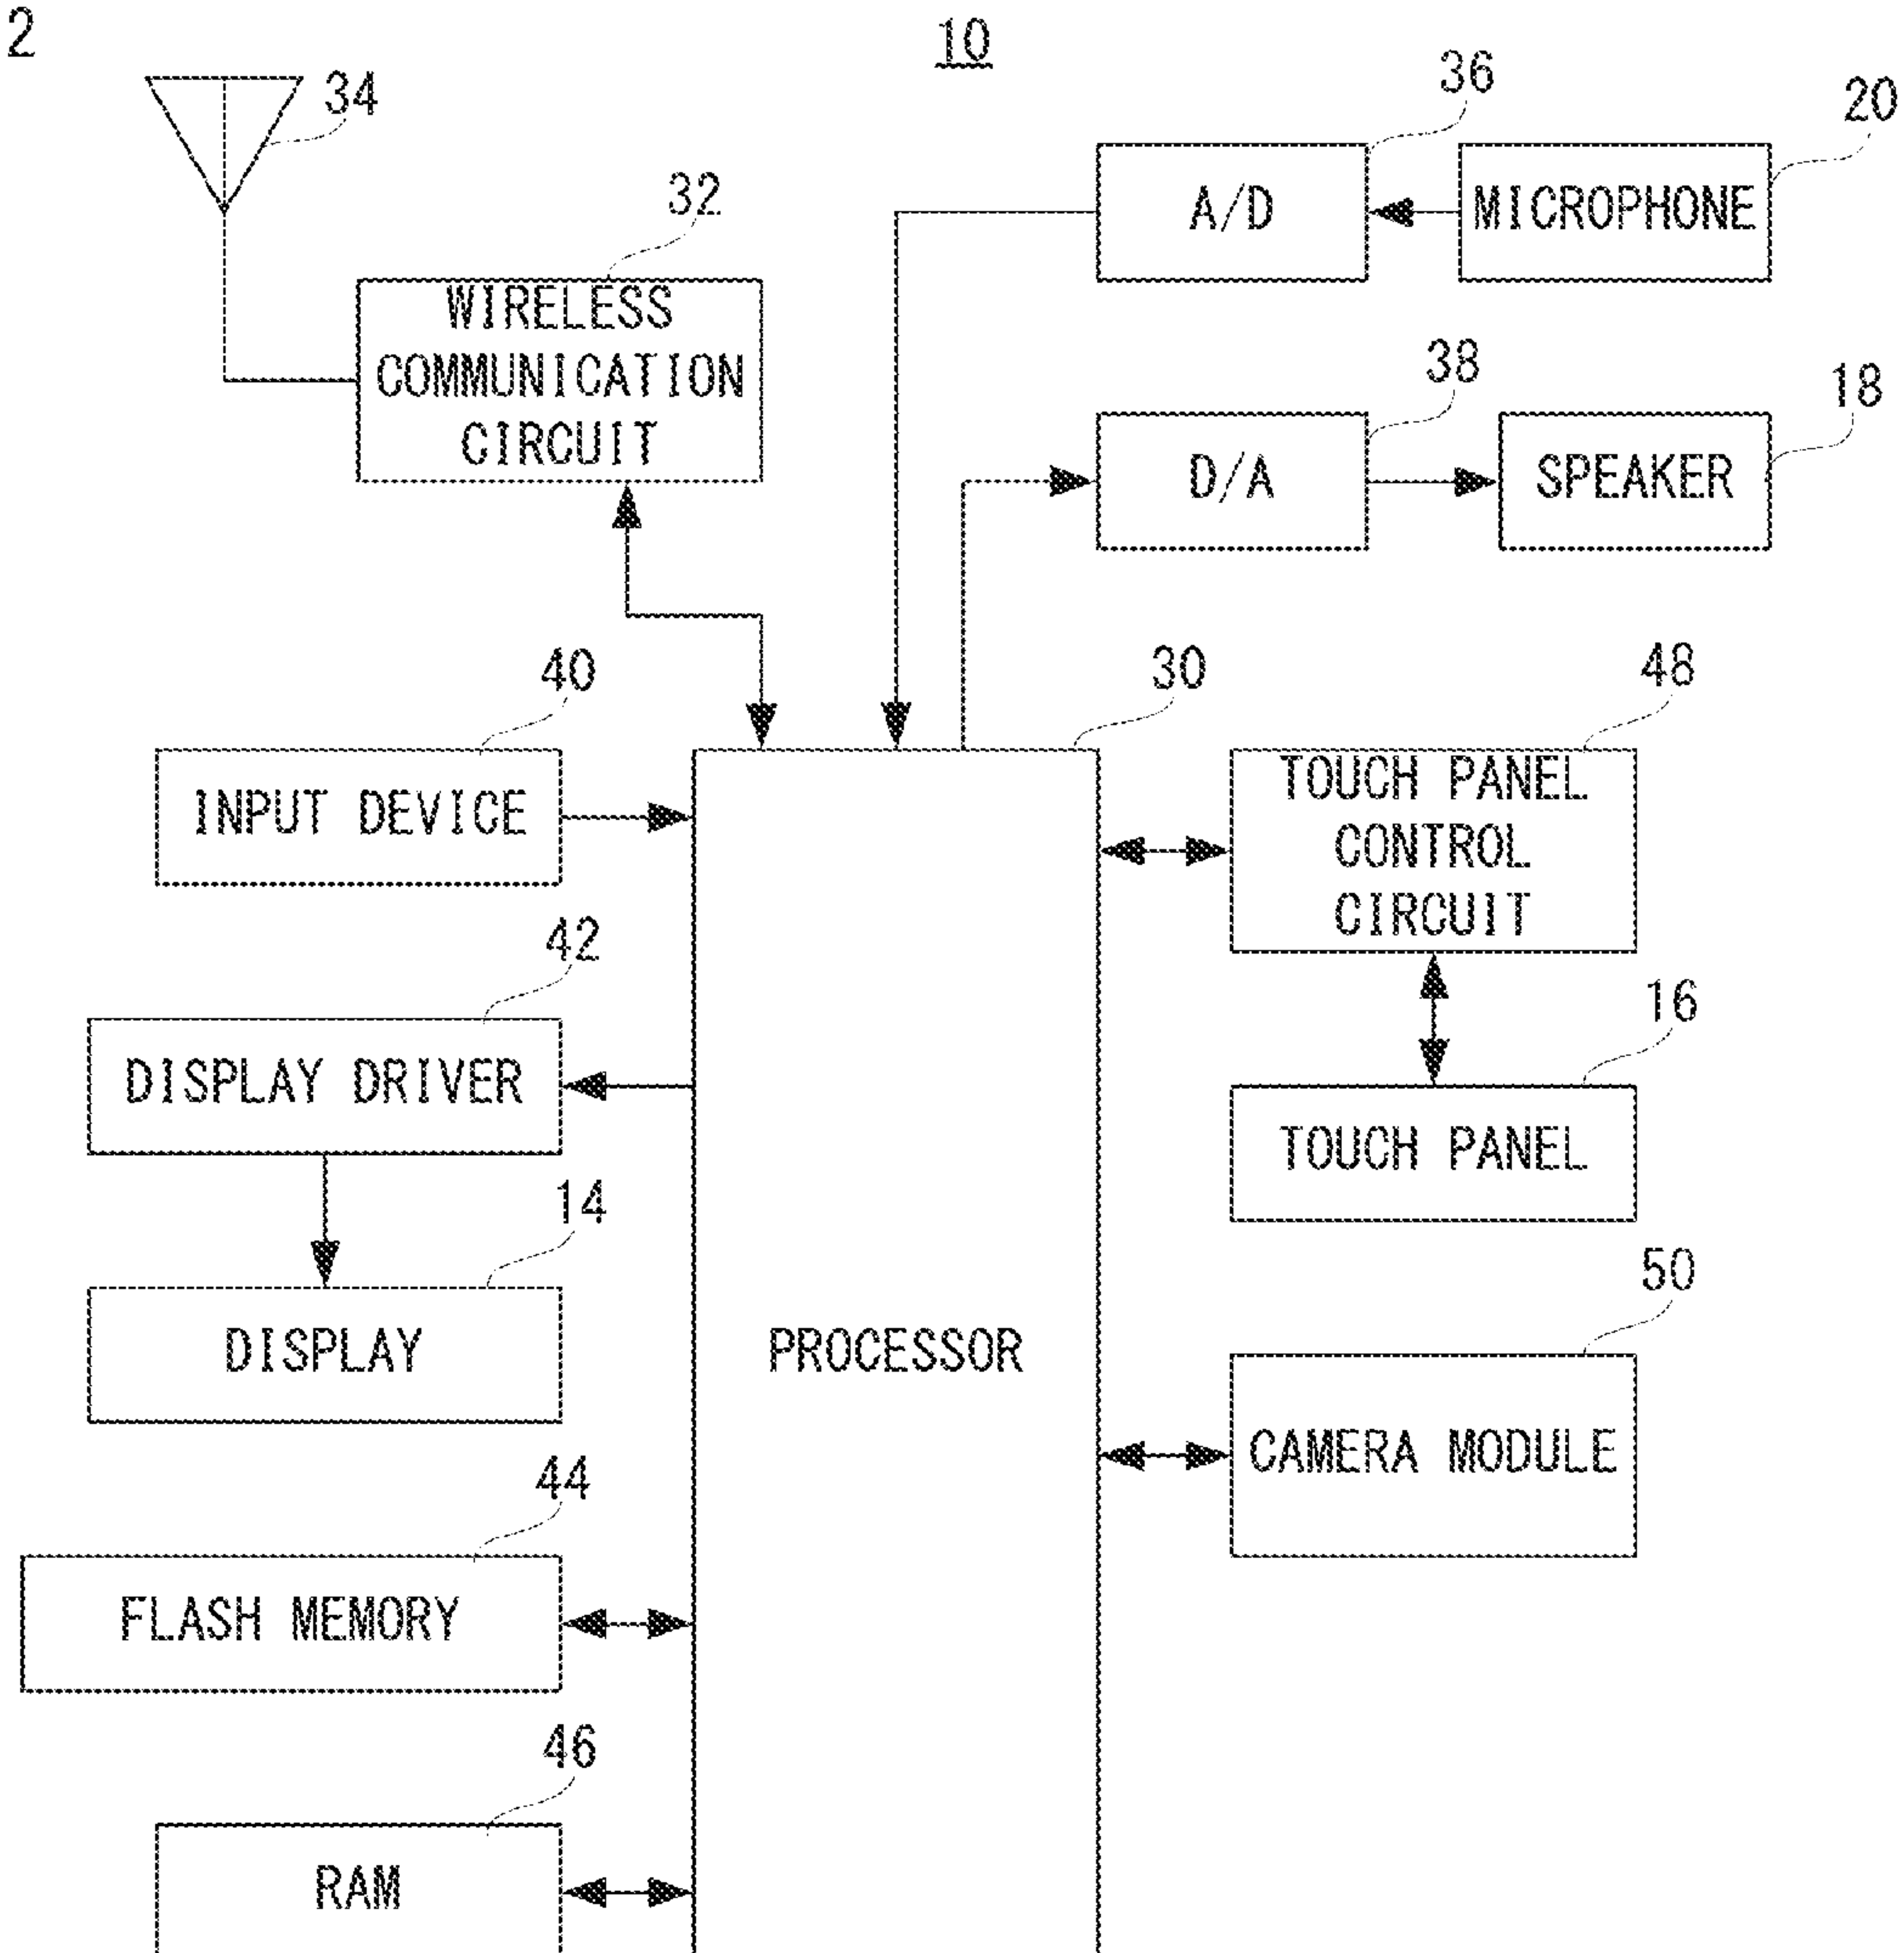 2
10
34
36
20
A/D
MICROPHONE
32
WIRELESS
COMMUNICATION
CIRCUIT
38
18
D/A
SPEAKER
40
30
48
INPUT DEVICE
TOUCH PANEL
CONTROL
CIRCUIT
42
16
DISPLAY DRIVER
TOUCH PANEL
14
50
DISPLAY
PROCESSOR
CAMERA MODULE
44
FLASH MEMORY
46
RAM